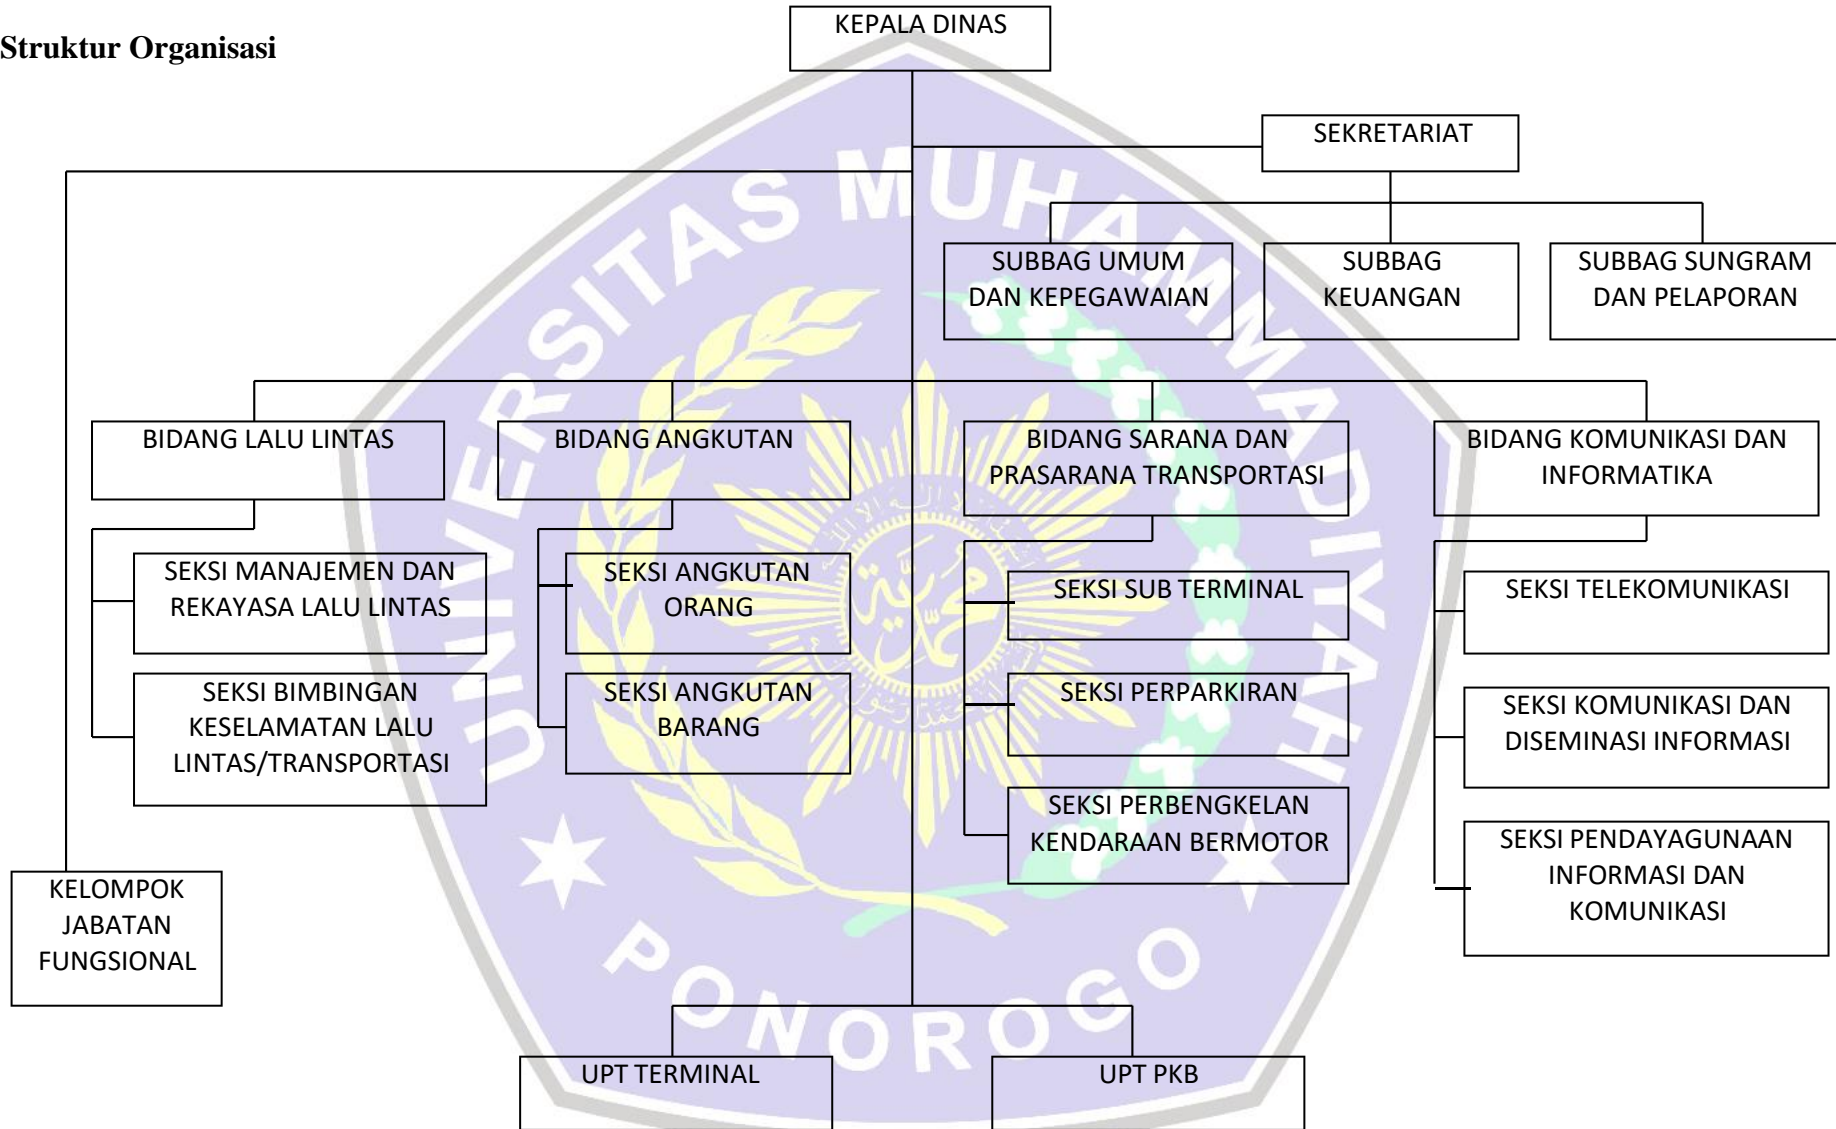 Struktur Organisasi
KEPALA DINAS
SEKRETARIAT
SUBBAG UMUM
DAN KEPEGAWAIAN
SUBBAG
KEUANGAN
SUBBAG SUNGRAM
DAN PELAPORAN
BIDANG LALU LINTAS
BIDANG ANGKUTAN
BIDANG SARANA DAN
PRASARANA TRANSPORTASI
BIDANG KOMUNIKASI DAN
INFORMATIKA
SEKSI MANAJEMEN DAN
REKAYASA LALU LINTAS
SEKSI BIMBINGAN
KESELAMATAN LALU
LINTAS/TRANSPORTASI
SEKSI ANGKUTAN
ORANG
SEKSI ANGKUTAN
BARANG
SEKSI SUB TERMINAL
SEKSI PERPARKIRAN
SEKSI PERBENGKELAN
KENDARAAN BERMOTOR
SEKSI TELEKOMUNIKASI
SEKSI KOMUNIKASI DAN
DISEMINASI INFORMASI
SEKSI PENDAYAGUNAAN
INFORMASI DAN
KOMUNIKASI
KELOMPOK
JABATAN
FUNGSIONAL
UPT TERMINAL
UPT PKB
UNIVERSITAS MUHAMMADIYAH
PONOROGO